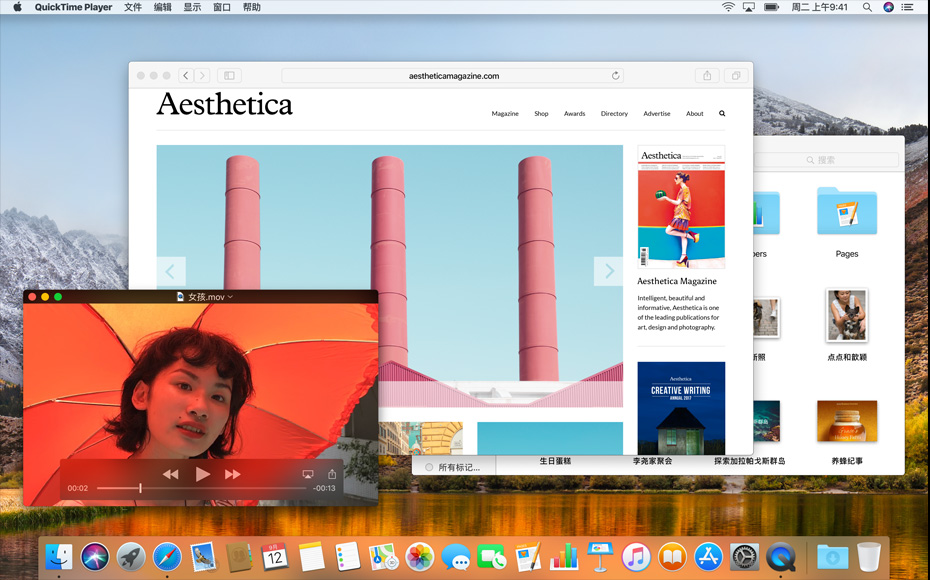 QuickTime Player 文件 编辑 显示 窗口 帮助
周二 上午9:41
aestheticamagazine.com
Aesthetica
Magazine Shop Awards Directory Advertise About
搜索
Aesthetica
Pages
Aesthetica Magazine
Intelligent, beautiful and
informative, Aesthetica is one
of the leading publications for
art, design and photography.
女孩.mov
点点和歆颖
Aesthetica
CREATIVE WRITING
ANNUAL 2017
00:02
-00:13
所有标记...
生日蛋糕
李尧家聚会
探索加拉帕戈斯群岛
养蜂纪事
9月
12